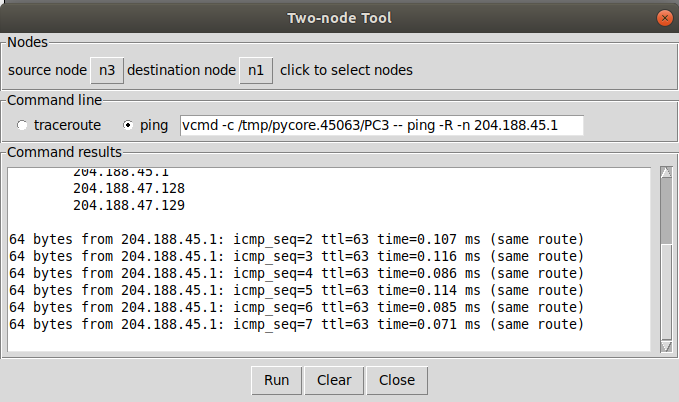 Two-node Tool
Nodes
source node n3 destination node n1 click to select nodes
Command line
traceroute ping vcmd -c /tmp/pycore.45063/PC3 -- ping -R -n 204.188.45.1
Command results
204.188.45.1
204.188.47.128
204.188.47.129
64 bytes from 204.188.45.1: icmp_seq=2 ttl=63 time=0.107 ms (same route)
64 bytes from 204.188.45.1: icmp_seq=3 ttl=63 time=0.116 ms (same route)
64 bytes from 204.188.45.1: icmp_seq=4 ttl=63 time=0.086 ms (same route)
64 bytes from 204.188.45.1: icmp_seq=5 ttl=63 time=0.114 ms (same route)
64 bytes from 204.188.45.1: icmp_seq=6 ttl=63 time=0.085 ms (same route)
64 bytes from 204.188.45.1: icmp_seq=7 ttl=63 time=0.071 ms (same route)
Run Clear Close